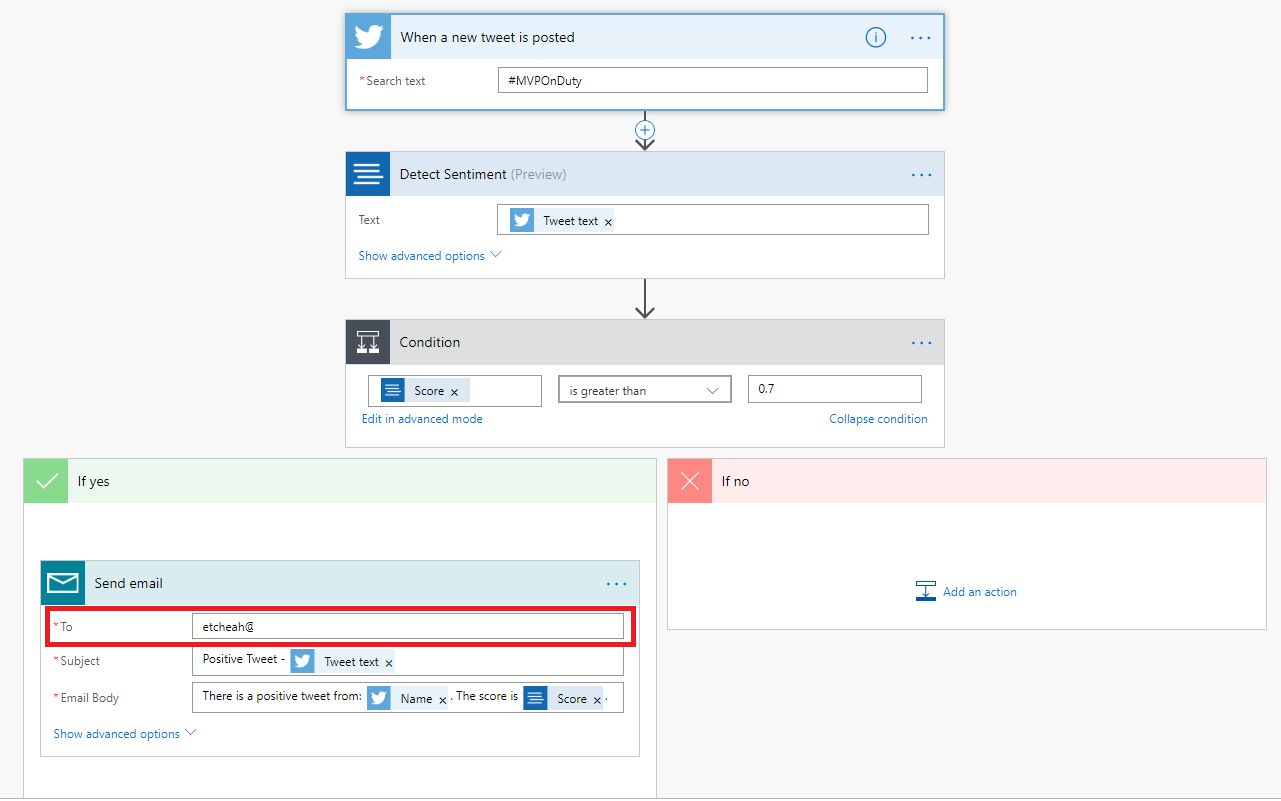 When a new tweet is posted
* Search text #MVPOnDuty
Detect Sentiment (Preview)
Text Tweet text ×
Show advanced options
Condition
Score × is greater than 0.7
Edit in advanced mode Collapse condition
If yes
If no
Send email
Add an action
* To etcheah@
* Subject Positive Tweet - Tweet text ×
* Email Body There is a positive tweet from: Name × . The score is Score × .
Show advanced options